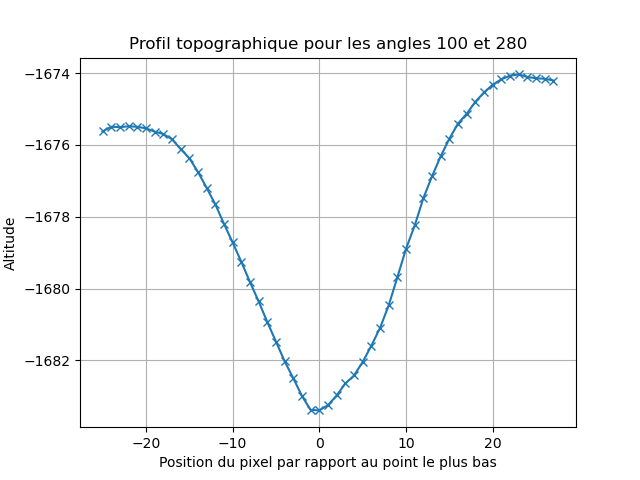 Profil topographique pour les angles 100 et 280
Altitude
−1674
−1676
−1678
−1680
−1682
−20 −10 0 10 20
Position du pixel par rapport au point le plus bas